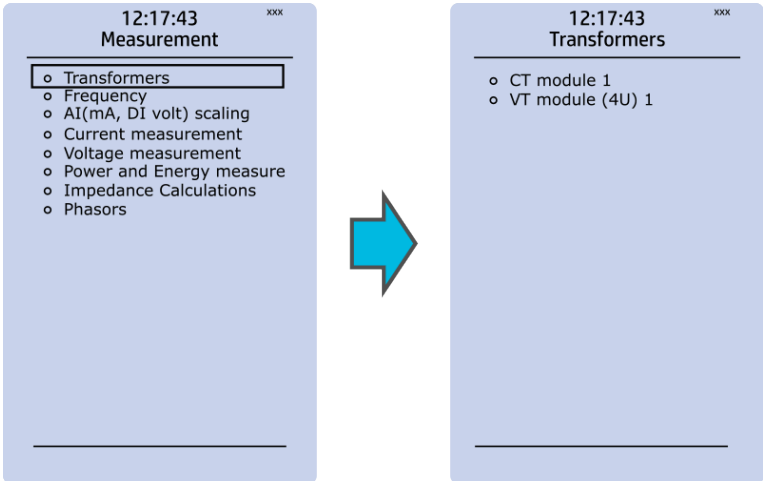 12:17:43 xxx
Measurement
Transformers
Frequency
AI(mA, DI volt) scaling
Current measurement
Voltage measurement
Power and Energy measure
Impedance Calculations
Phasors
12:17:43 xxx
Transformers
CT module 1
VT module (4U) 1